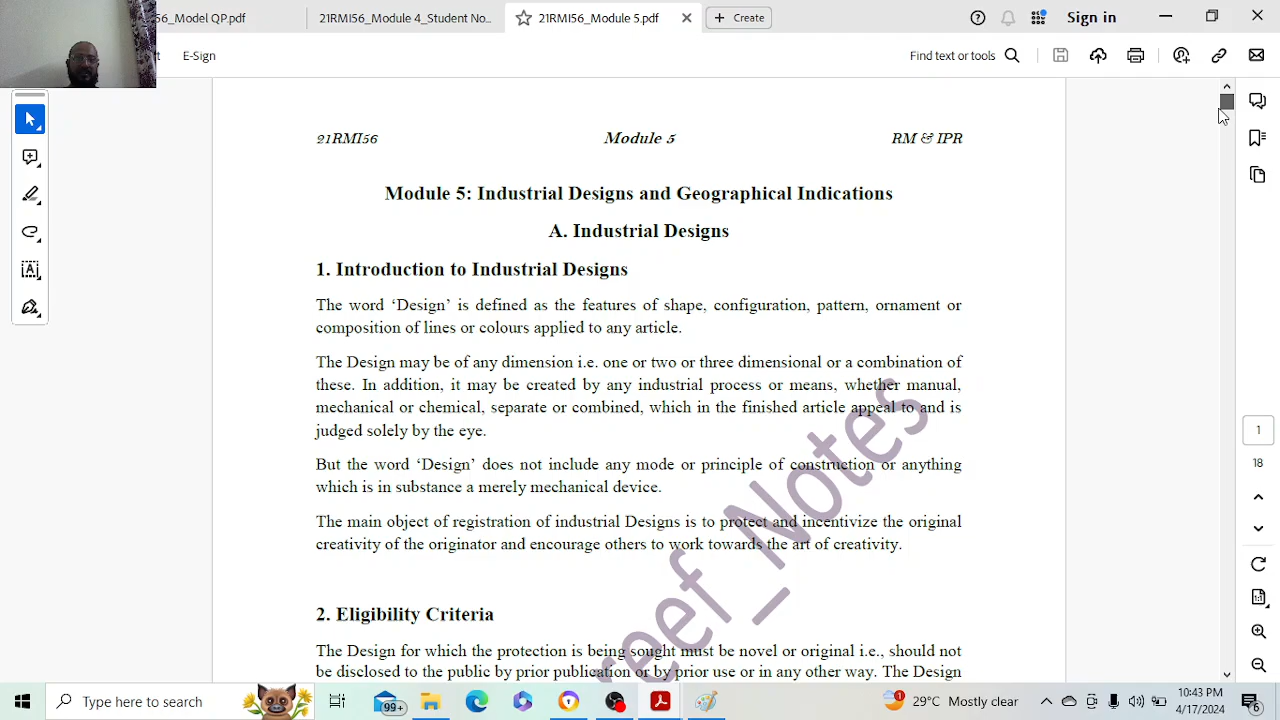 56_Model QP.pdf
21RMI56_Module 4_Student No...
21RMI56_Module 5.pdf
Create
Sign in
E-Sign
Find text or tools
21RMI56 Module 5 RM & IPR
Module 5: Industrial Designs and Geographical Indications
A. Industrial Designs
1. Introduction to Industrial Designs
The word ‘Design’ is defined as the features of shape, configuration, pattern, ornament or
composition of lines or colours applied to any article.
The Design may be of any dimension i.e. one or two or three dimensional or a combination of
these. In addition, it may be created by any industrial process or means, whether manual,
mechanical or chemical, separate or combined, which in the finished article appeal to and is
judged solely by the eye.
But the word ‘Design’ does not include any mode or principle of construction or anything
which is in substance a merely mechanical device.
The main object of registration of industrial Designs is to protect and incentivize the original
creativity of the originator and encourage others to work towards the art of creativity.
2. Eligibility Criteria
The Design for which the protection is being sought must be novel or original i.e., should not
be disclosed to the public by prior publication or by prior use or in any other way. The Design
reef_Notes
1
18
Type here to search
99+
1
29°C Mostly clear
10:43 PM
4/17/2024
6